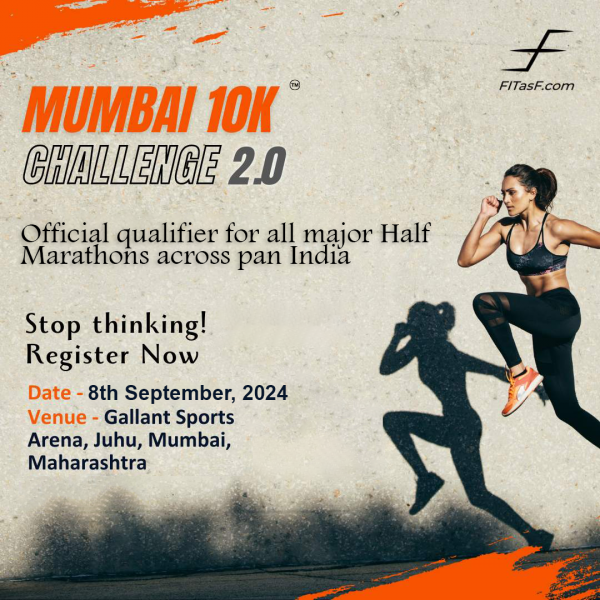 MUMBAI 10K ™
CHALLENGE 2.0
FITasF.com
Official qualifier for all major Half
Marathons across pan India
Stop thinking!
Register Now
Date - 8th September, 2024
Venue - Gallant Sports
Arena, Juhu, Mumbai,
Maharashtra